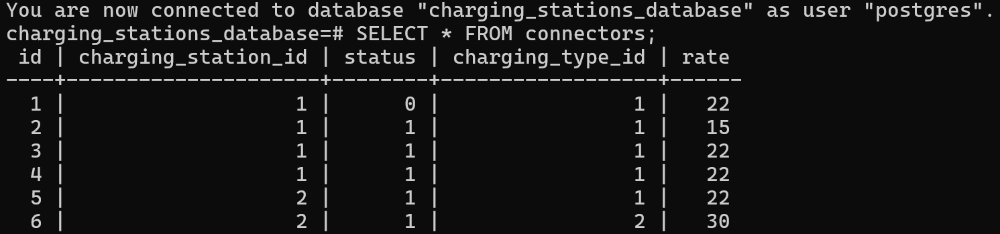 You are now connected to database "charging_stations_database" as user "postgres".
charging_stations_database=# SELECT * FROM connectors;
 id | charging_station_id | status | charging_type_id | rate
----+---------------------+--------+------------------+------
  1 |                   1 |      0 |                1 |   22
  2 |                   1 |      1 |                1 |   15
  3 |                   1 |      1 |                1 |   22
  4 |                   1 |      1 |                1 |   22
  5 |                   2 |      1 |                1 |   22
  6 |                   2 |      1 |                2 |   30